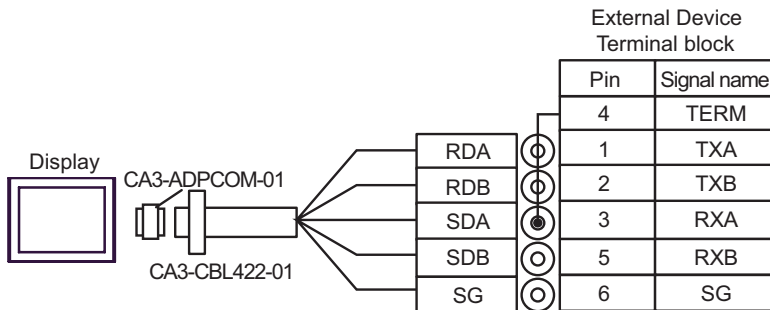 External Device
Terminal block
Pin Signal name
4 TERM
Display
CA3-ADPCOM-01
RDA 1 TXA
RDB 2 TXB
SDA 3 RXA
SDB 5 RXB
CA3-CBL422-01
SG 6 SG